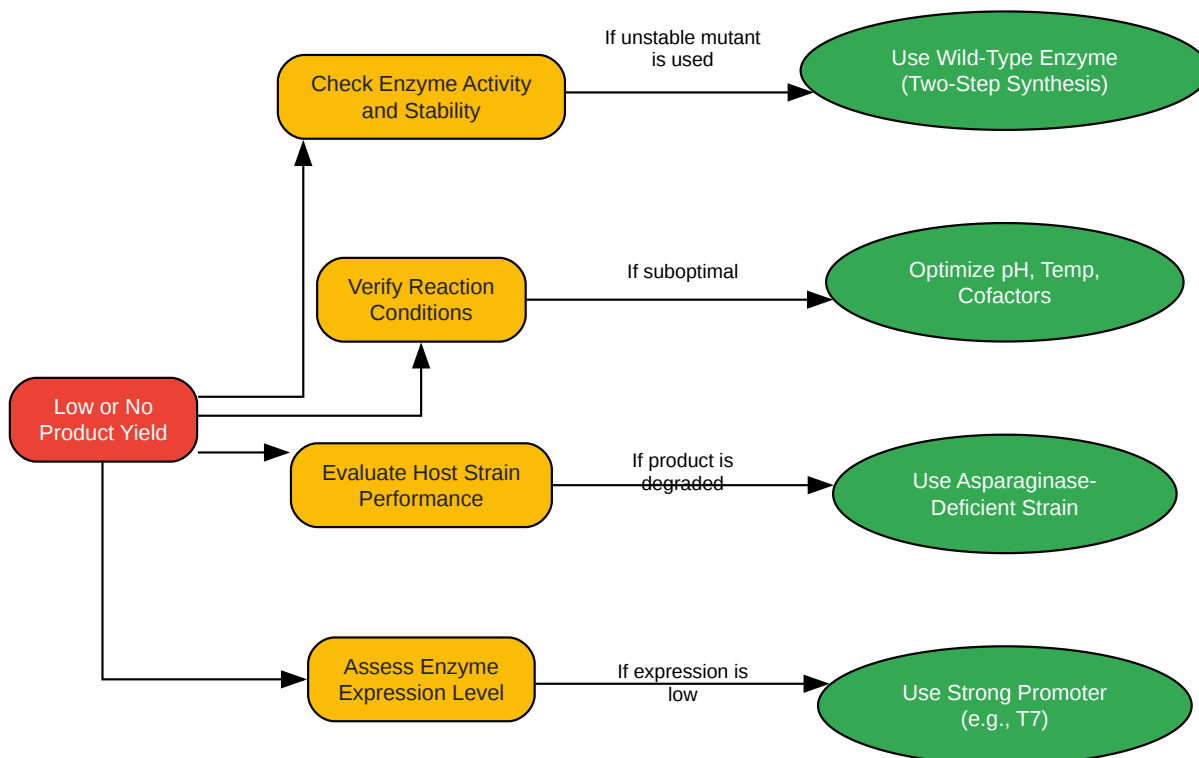 If unstable mutant
is used
Check Enzyme Activity
and Stability
Use Wild-Type Enzyme
(Two-Step Synthesis)
If suboptimal
Verify Reaction
Conditions
Optimize pH, Temp,
Cofactors
Low or No
Product Yield
If product is
degraded
Evaluate Host Strain
Performance
Use Asparaginase-
Deficient Strain
If expression is
low
Assess Enzyme
Expression Level
Use Strong Promoter
(e.g., T7)